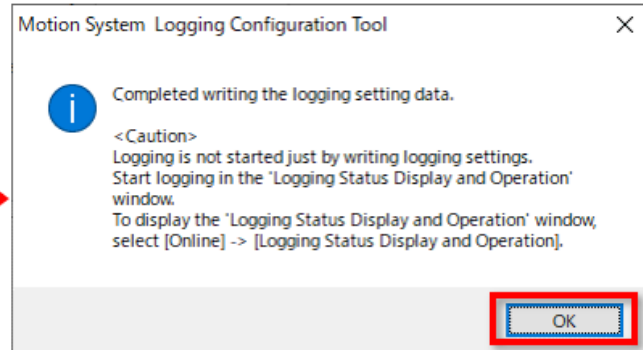 Motion System Logging Configuration Tool
Completed writing the logging setting data.
<Caution>
Logging is not started just by writing logging settings.
Start logging in the 'Logging Status Display and Operation'
window.
To display the 'Logging Status Display and Operation' window,
select [Online] -> [Logging Status Display and Operation].
OK